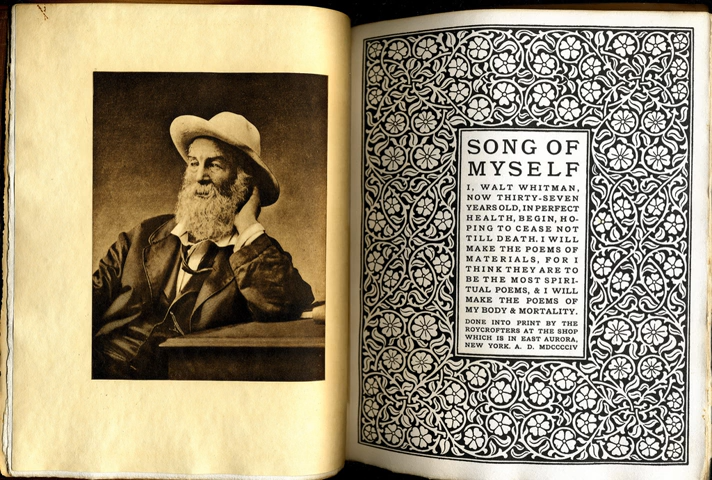 SONG OF
MYSELF
I, WALT WHITMAN,
NOW THIRTY-SEVEN
YEARS OLD, IN PERFECT
HEALTH, BEGIN, HO-
PING TO CEASE NOT
TILL DEATH. I WILL
MAKE THE POEMS OF
MATERIALS, FOR I
THINK THEY ARE TO
BE THE MOST SPIRI-
TUAL POEMS, & I WILL
MAKE THE POEMS OF
MY BODY & MORTALITY.
DONE INTO PRINT BY THE
ROYCROFTERS AT THE SHOP
WHICH IS IN EAST AURORA,
NEW YORK. A. D. MDCCCCIV